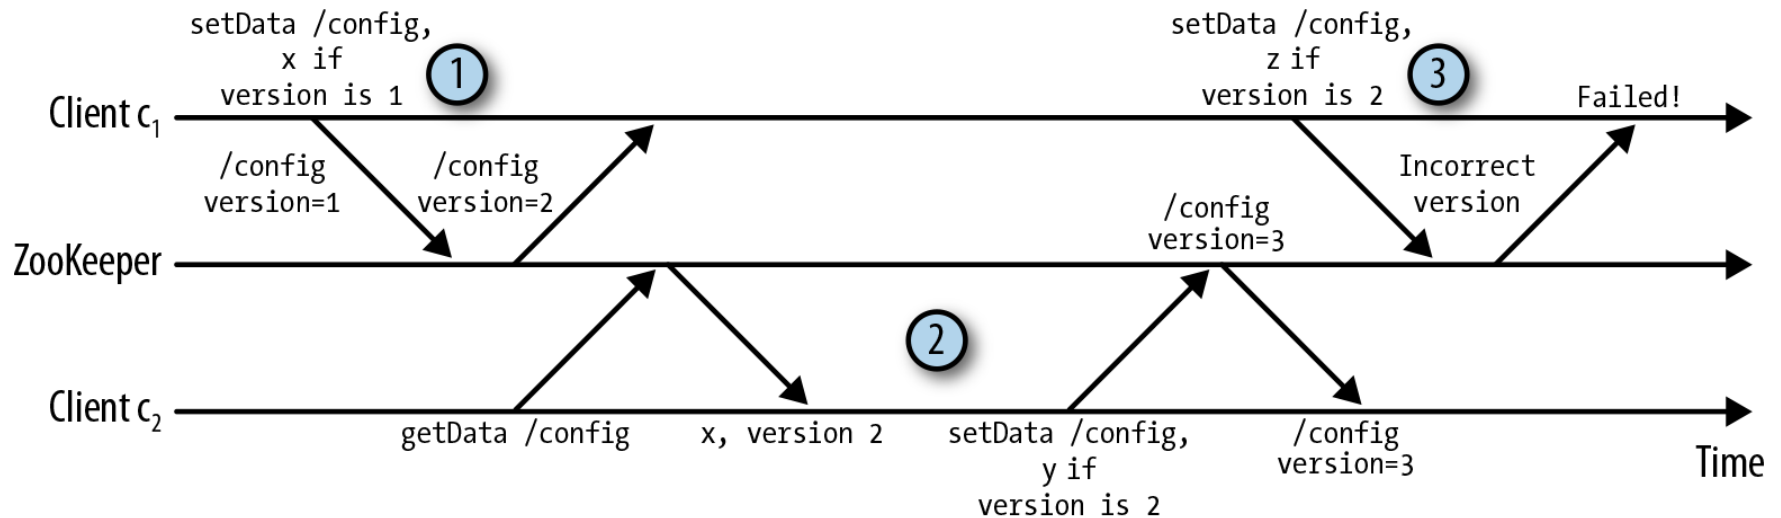 setData /config,
x if
version is 1
1
setData /config,
z if
version is 2
3
Failed!
Client c1
/config
version=1
/config
version=2
Incorrect
version
/config
version=3
ZooKeeper
2
Client c2
getData /config
x, version 2
setData /config,
y if
version is 2
/config
version=3
Time